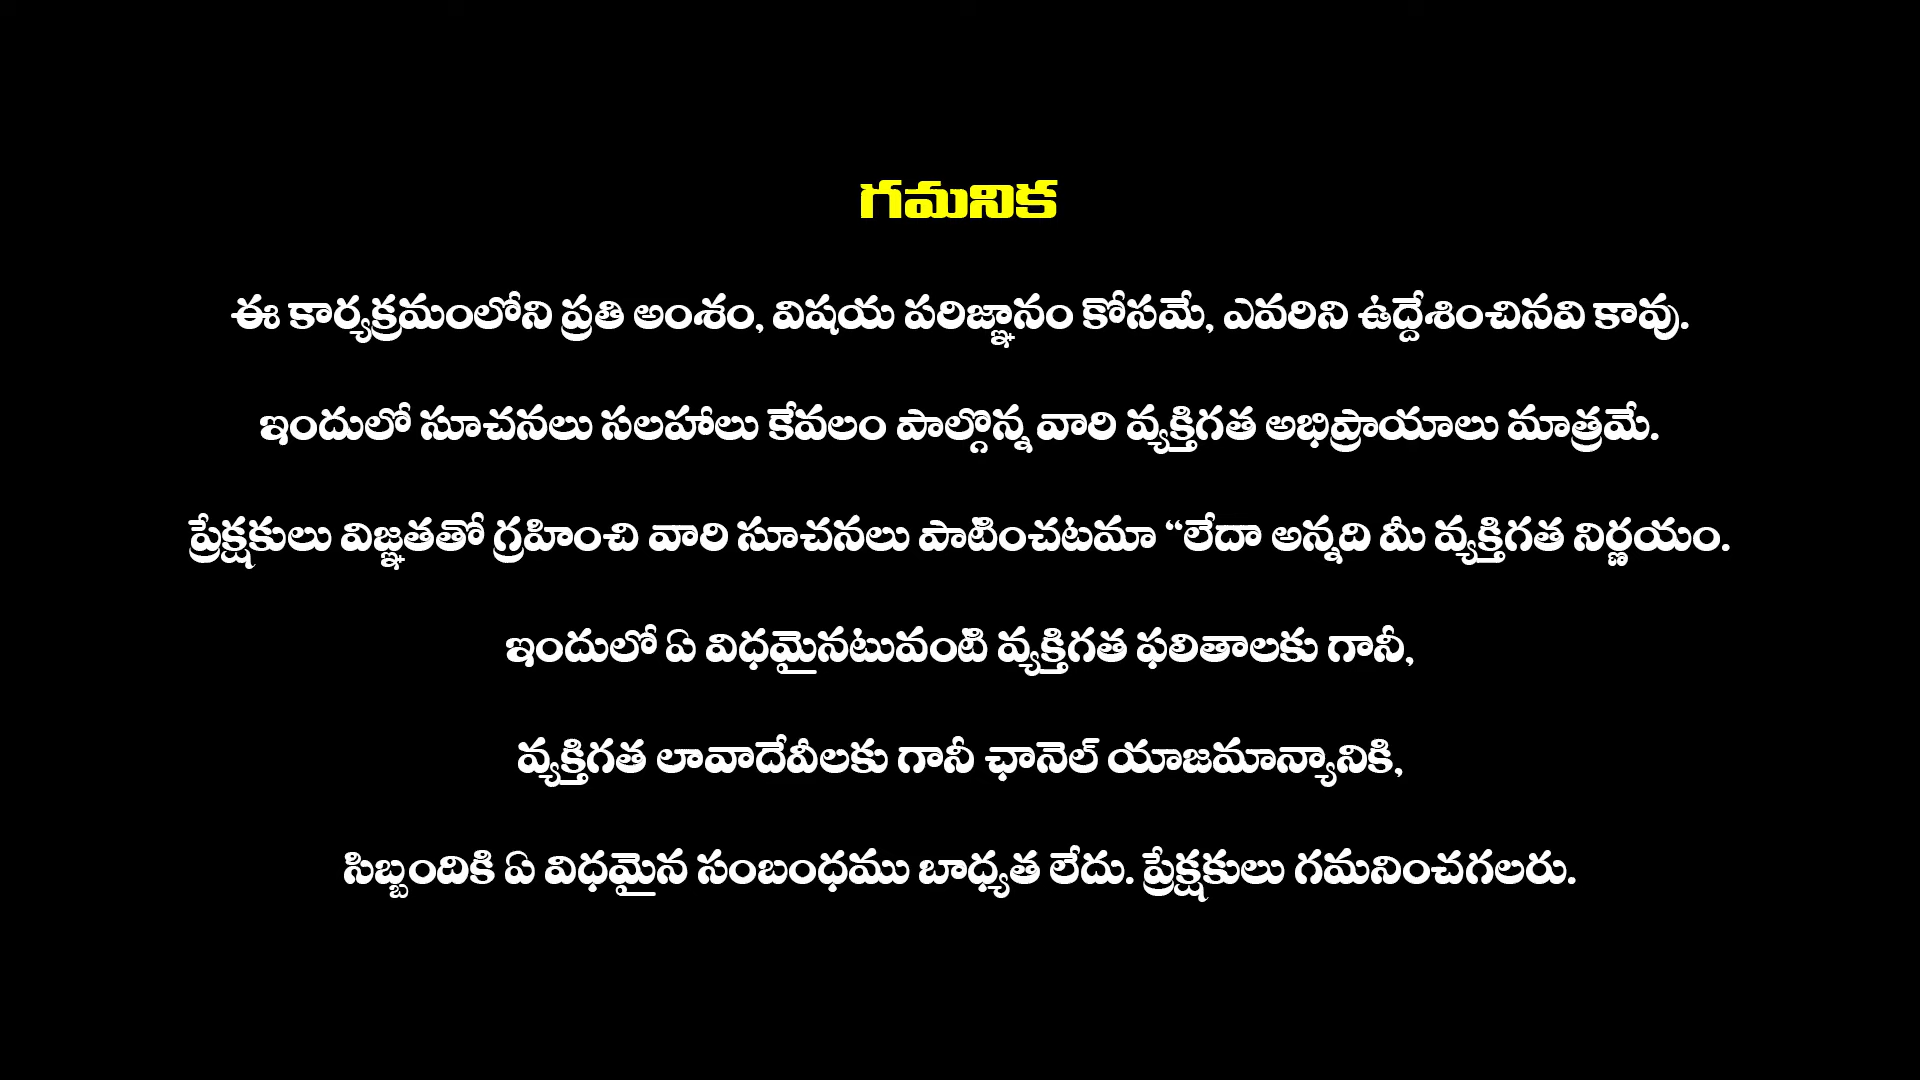 గమనిక
ఈ కార్యక్రమంలోని ప్రతి అంశం, విషయ పరిజ్ఞానం కోసమే, ఎవరిని ఉద్దేశించినవి కావు.
ఇందులో సూచనలు సలహాలు కేవలం పాల్గొన్న వారి వ్యక్తిగత అభిప్రాయాలు మాత్రమే.
ప్రేక్షకులు విజ్ఞతతో గ్రహించి వారి సూచనలు పాటించటమా “లేదా అన్నది మీ వ్యక్తిగత నిర్ణయం.
ఇందులో ఏ విధమైనటువంటి వ్యక్తిగత ఫలితాలకు గానీ,
వ్యక్తిగత లావాదేవీలకు గానీ ఛానెల్ యాజమాన్యానికి,
సిబ్బందికి ఏ విధమైన సంబంధము బాధ్యత లేదు. ప్రేక్షకులు గమనించగలరు.